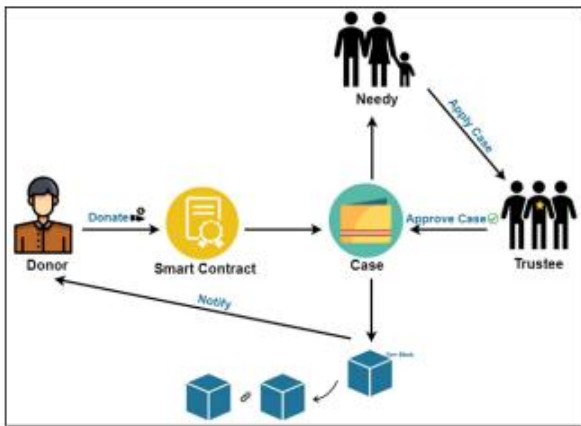 Needy
Apply Case
Donate
Approve Case
Donor
Smart Contract
Case
Trustee
Notify